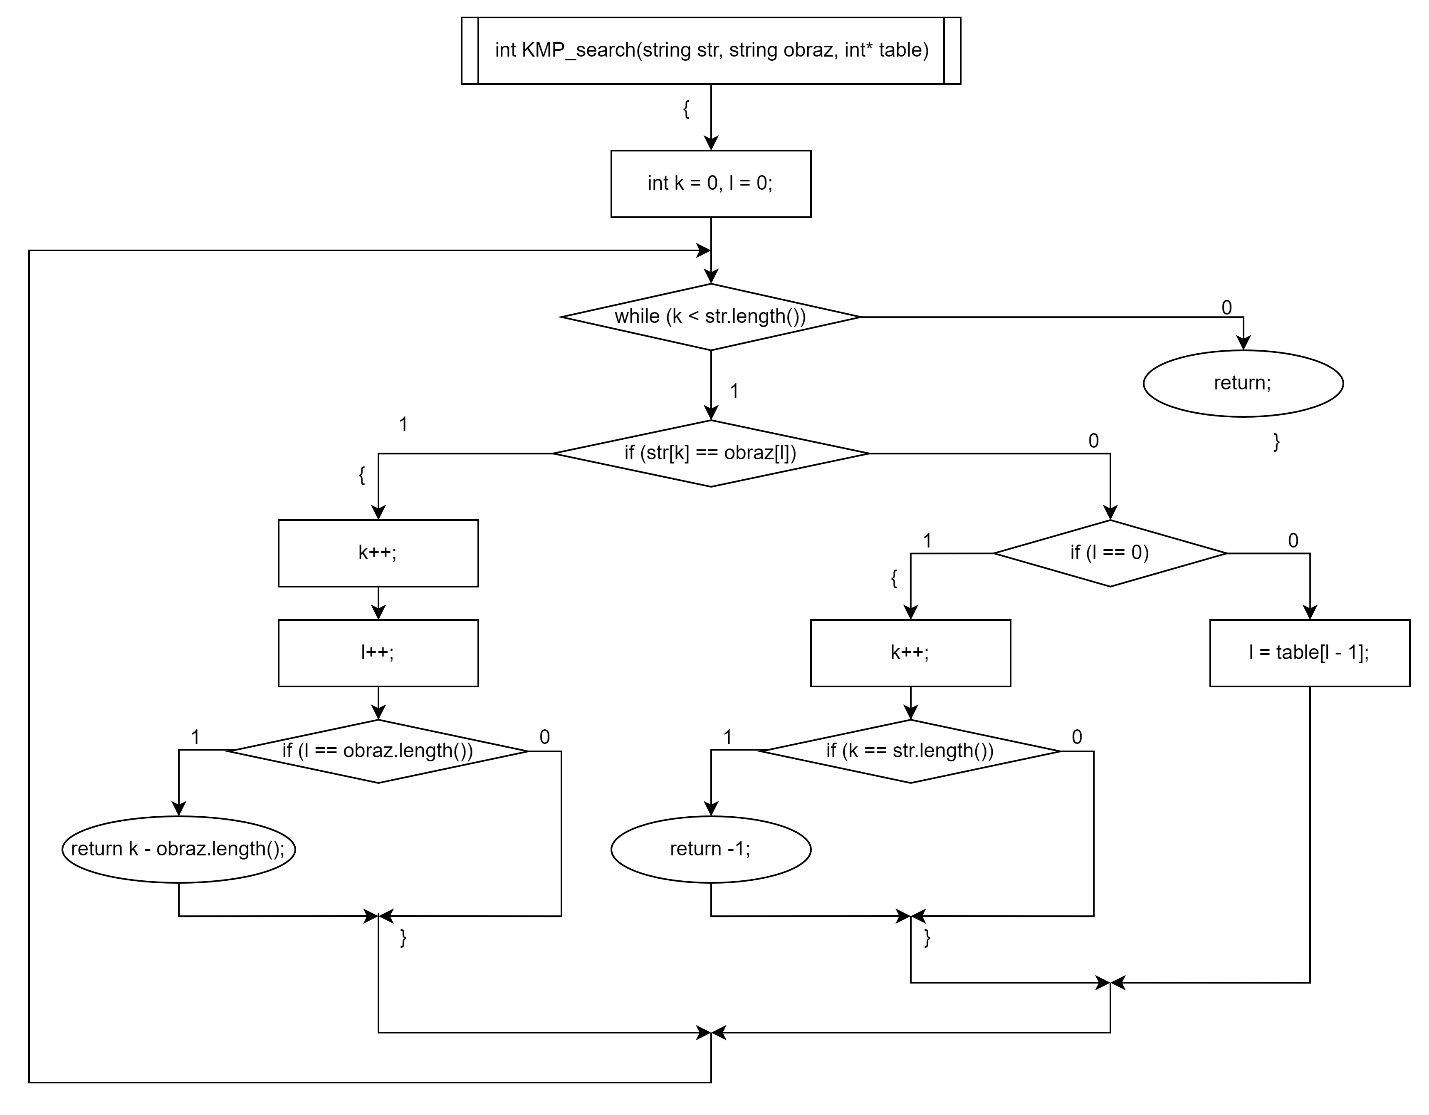 int KMP_search(string str, string obraz, int* table)
{
int k = 0, l = 0;
while (k < str.length())
0
return;
}
1
if (str[k] == obraz[l])
1
{
0
k++;
l++;
if (l == obraz.length())
1
0
return k - obraz.length();
}
if (l == 0)
1
{
0
k++;
l = table[l - 1];
if (k == str.length())
1
0
return -1;
}